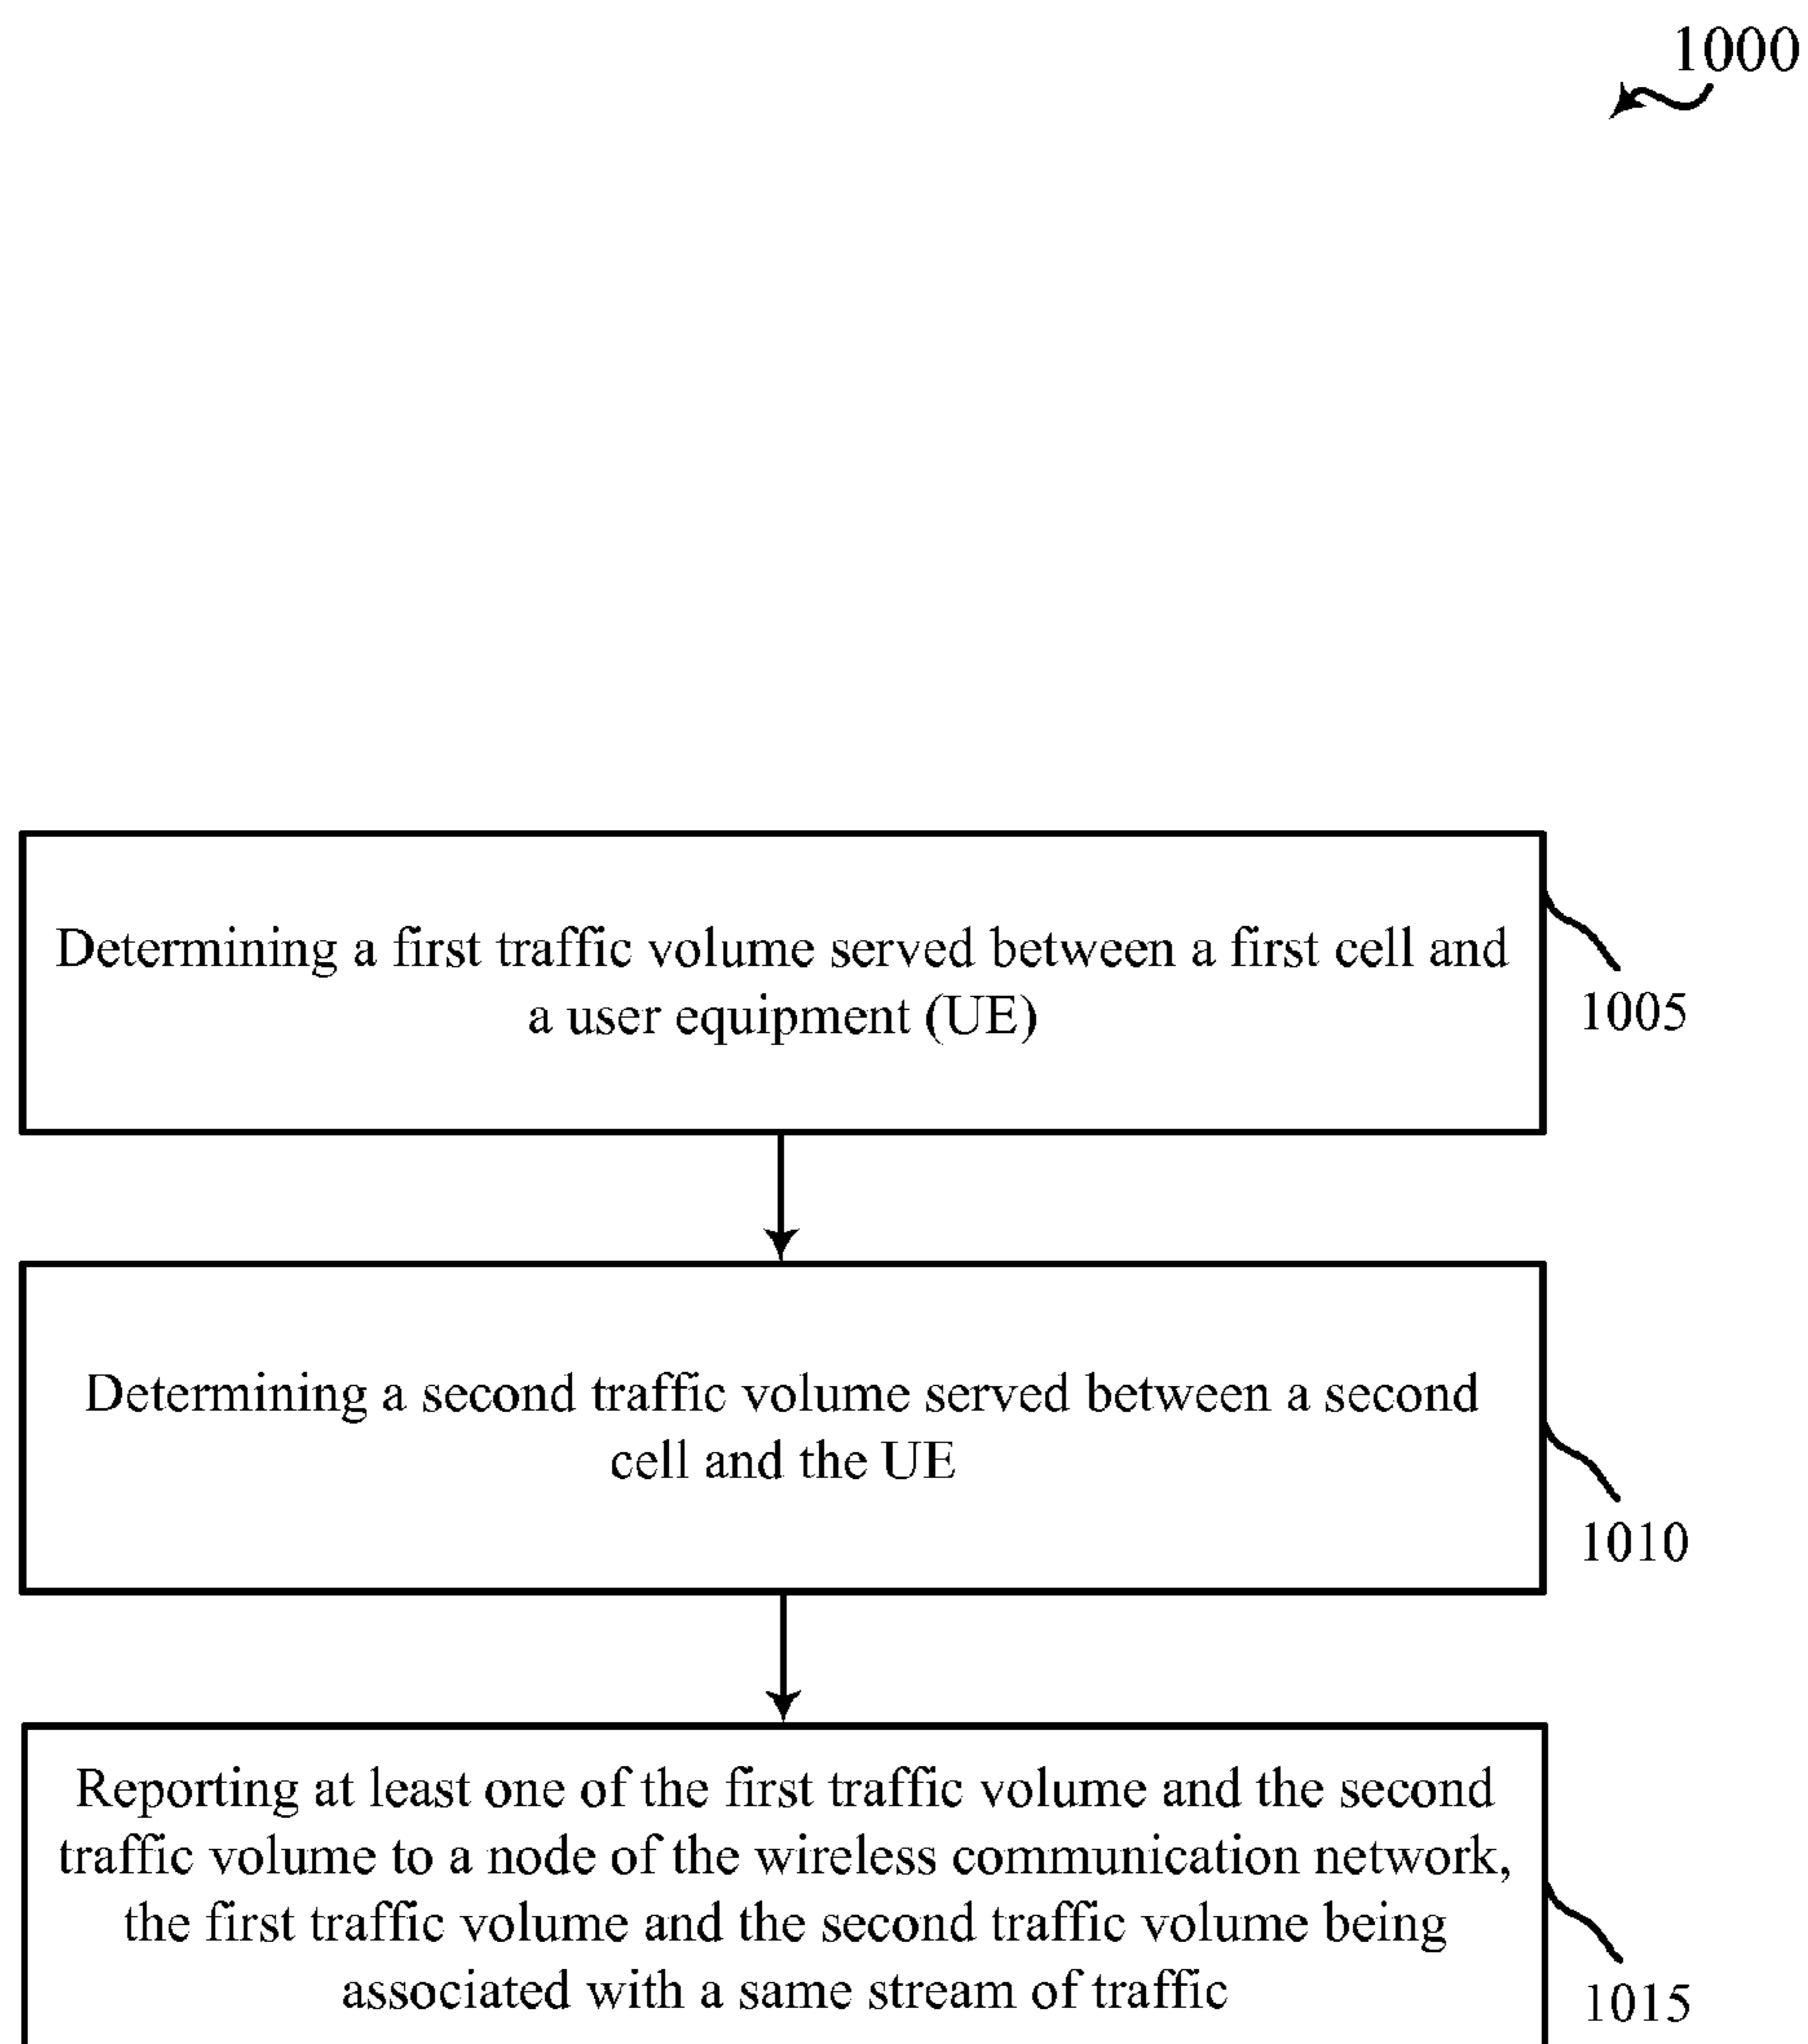 1000
Determining a first traffic volume served between a first cell and
a user equipment (UE)
1005
Determining a second traffic volume served between a second
cell and the UE
1010
Reporting at least one of the first traffic volume and the second
traffic volume to a node of the wireless communication network,
the first traffic volume and the second traffic volume being
associated with a same stream of traffic
1015